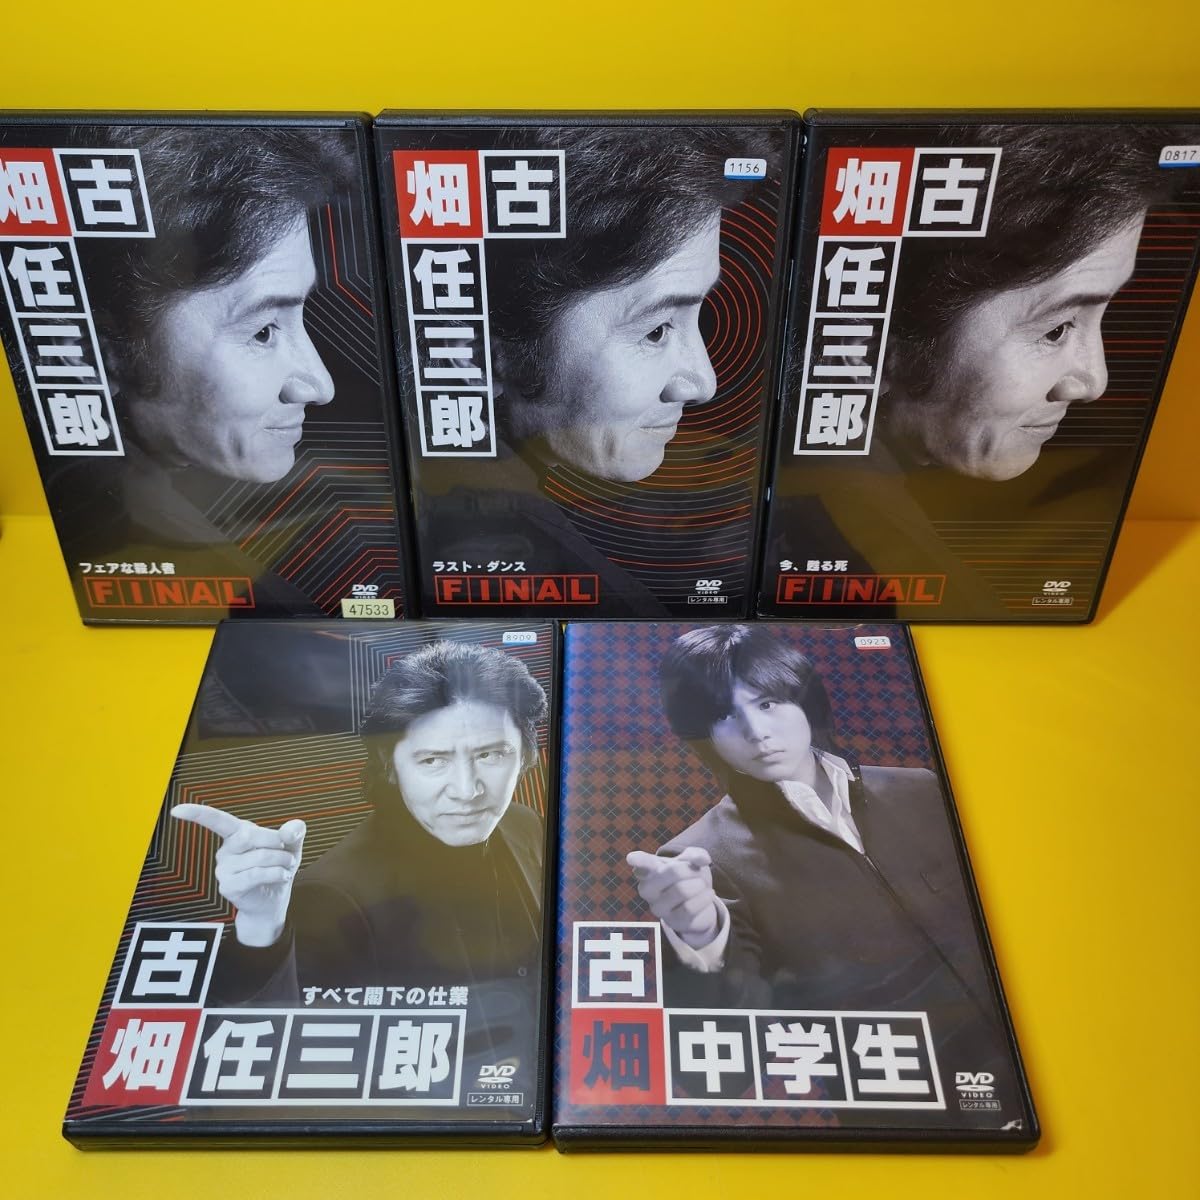 古畑
任三郎
フェアな殺人者
FINAL
DVD
VIDEO
47533
1156
古畑
任三郎
ラスト・ダンス
FINAL
DVD
VIDEO
レンタル専用
0817
古畑
任三郎
今、甦る死
FINAL
DVD
VIDEO
レンタル専用
8909
すべて閣下の仕業
古
畑任三郎
DVD
VIDEO
レンタル専用
0923
古
畑中学生
DVD
VIDEO
レンタル専用